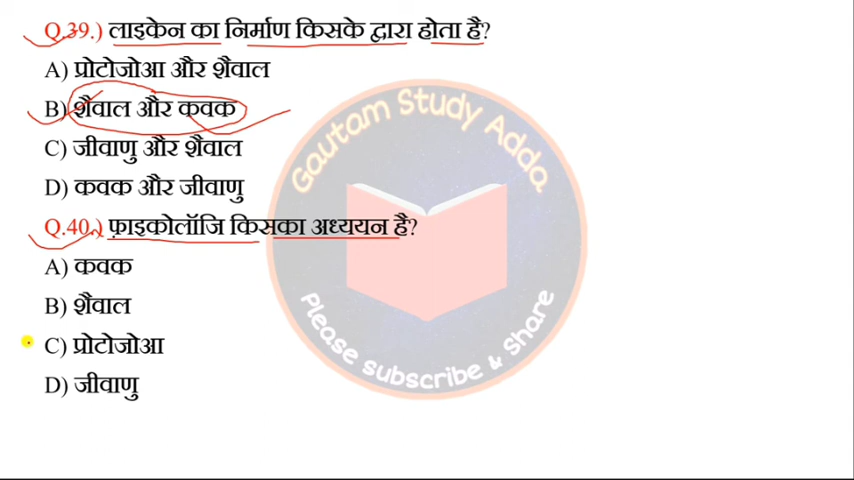 Q.39.) लाइकेन का निर्माण किसके द्वारा होता है?
A) प्रोटोजोआ और शैवाल
B) शैवाल और कवक
C) जीवाणु और शैवाल
D) कवक और जीवाणु
Q.40.) फ़ाइकोलॉजि किसका अध्ययन है?
A) कवक
B) शैवाल
C) प्रोटोजोआ
D) जीवाणु
Gautam Study Adda
Please subscribe & share